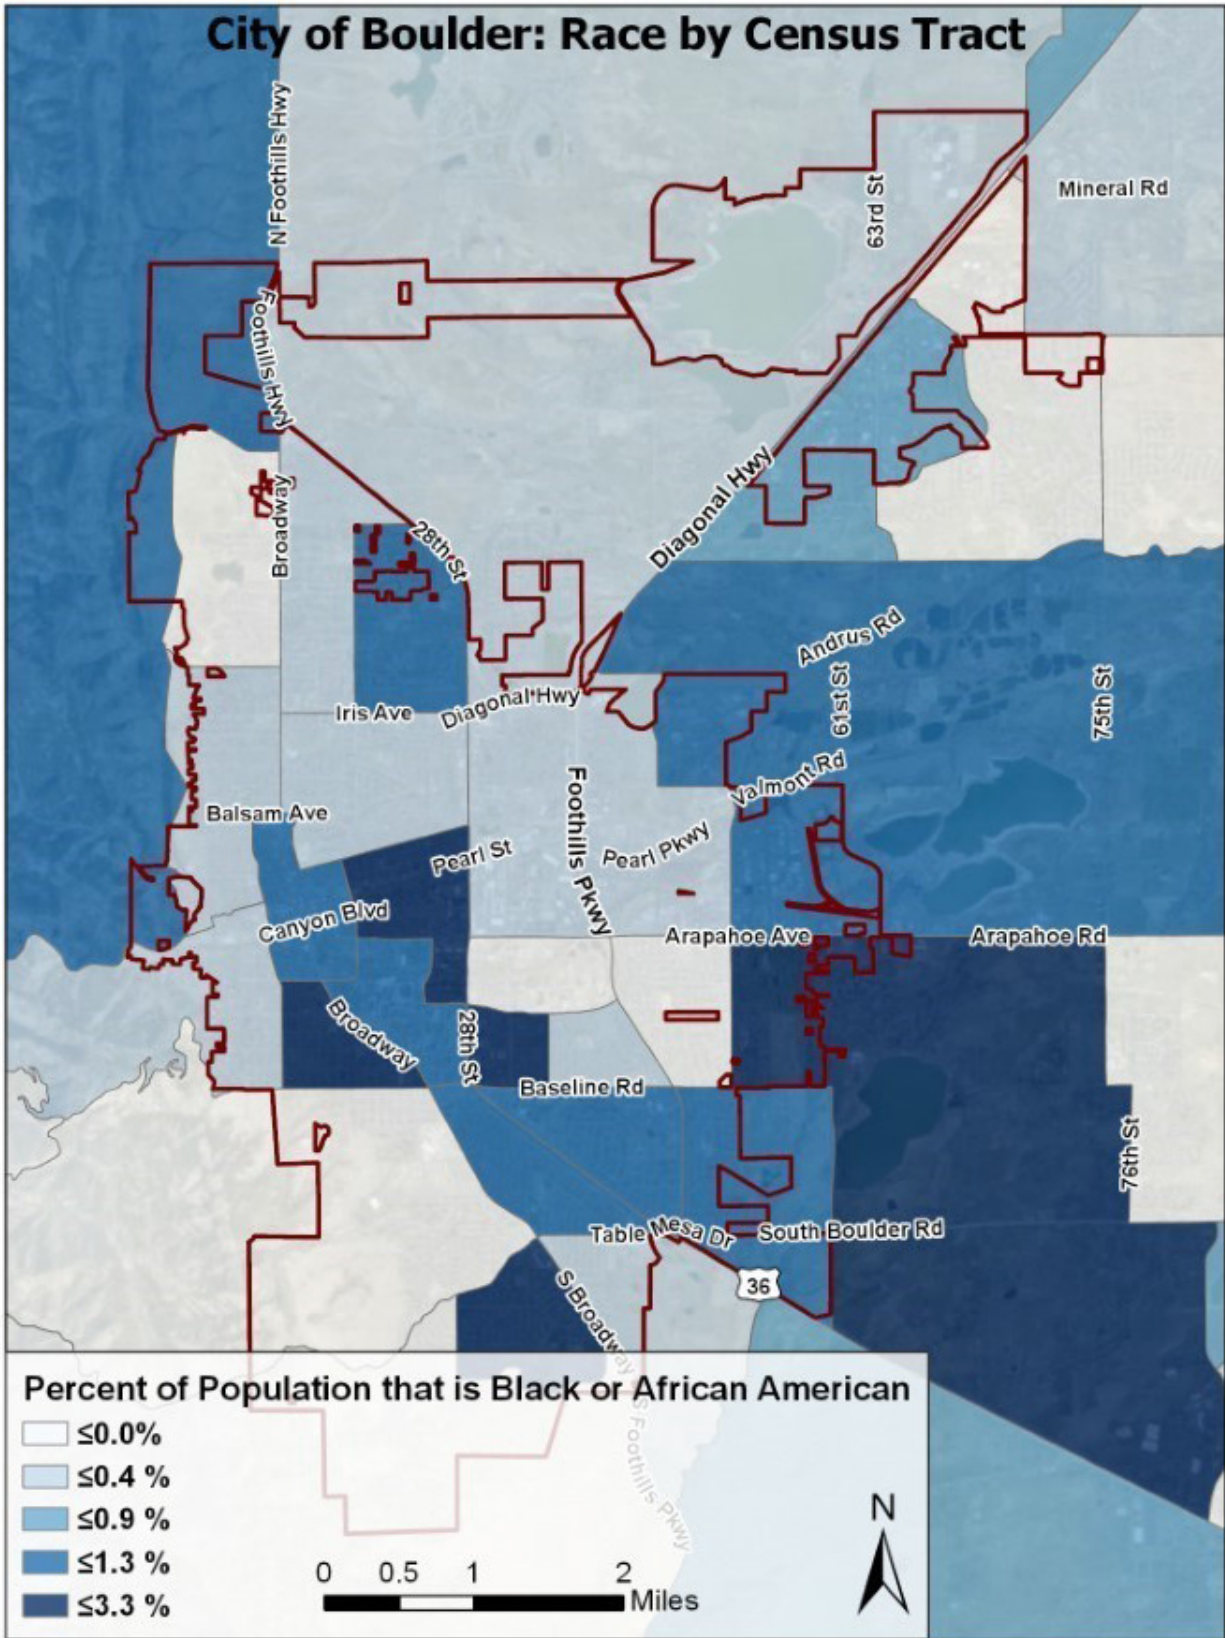 City of Boulder: Race by Census Tract
N Foothills Hwy
63rd St
Mineral Rd
Foothills Hwy
Broadway
28th St
Diagonal Hwy
Andrus Rd
61st St
75th St
Iris Ave
Diagonal Hwy
Valmont Rd
Balsam Ave
Foothills Pkwy
Pearl St
Pearl Pkwy
Canyon Blvd
Arapahoe Ave
Arapahoe Rd
Broadway
28th St
Baseline Rd
76th St
Table Mesa Dr
South Boulder Rd
36
S Broadway
S Foothills Pkwy
Percent of Population that is Black or African American
≤0.0%
≤0.4 %
≤0.9 %
≤1.3 %
≤3.3 %
0 0.5 1 2
Miles
N